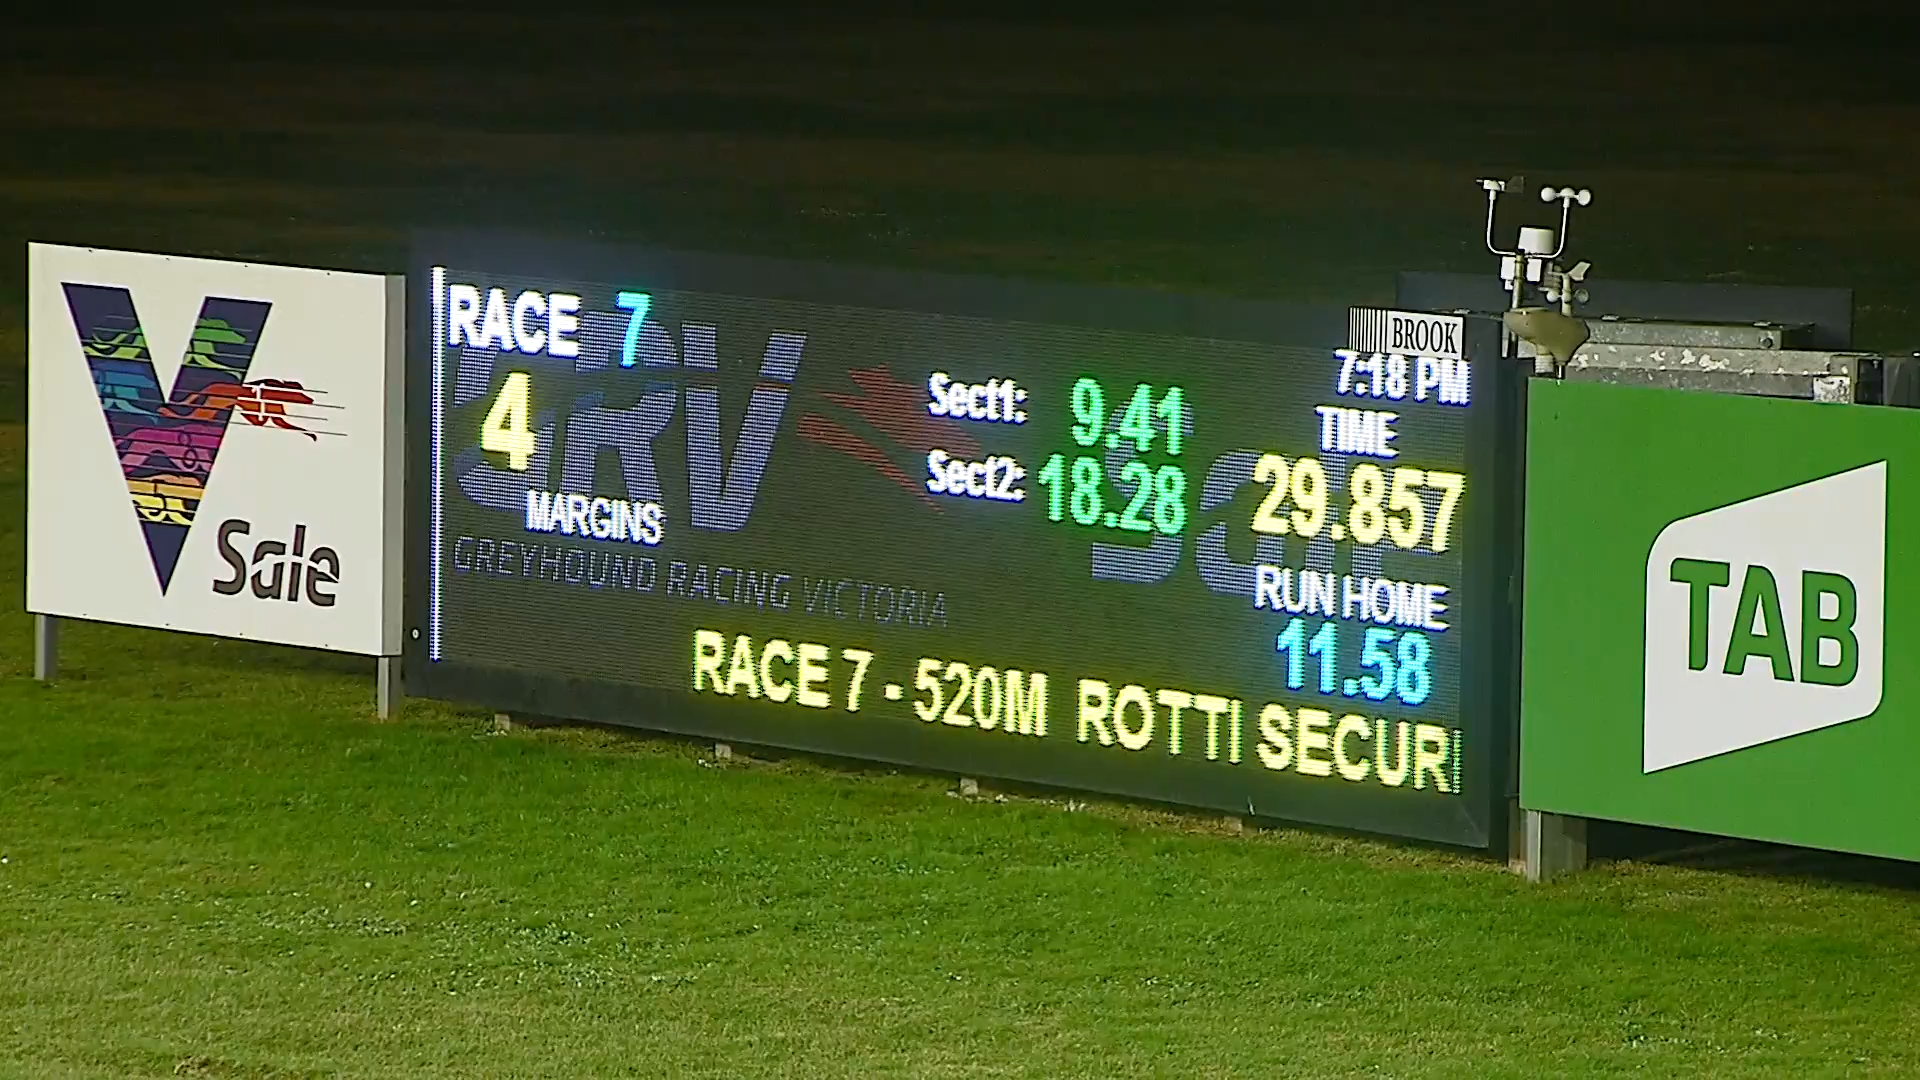 Sale
RACE 7
4
MARGINS
GRV
GREYHOUND RACING VICTORIA
Sect1: 9.41
Sect2: 18.28
BROOK
7:18 PM
TIME
29.857
RUN HOME
11.58
RACE 7 - 520M ROTTI SECURI
TAB